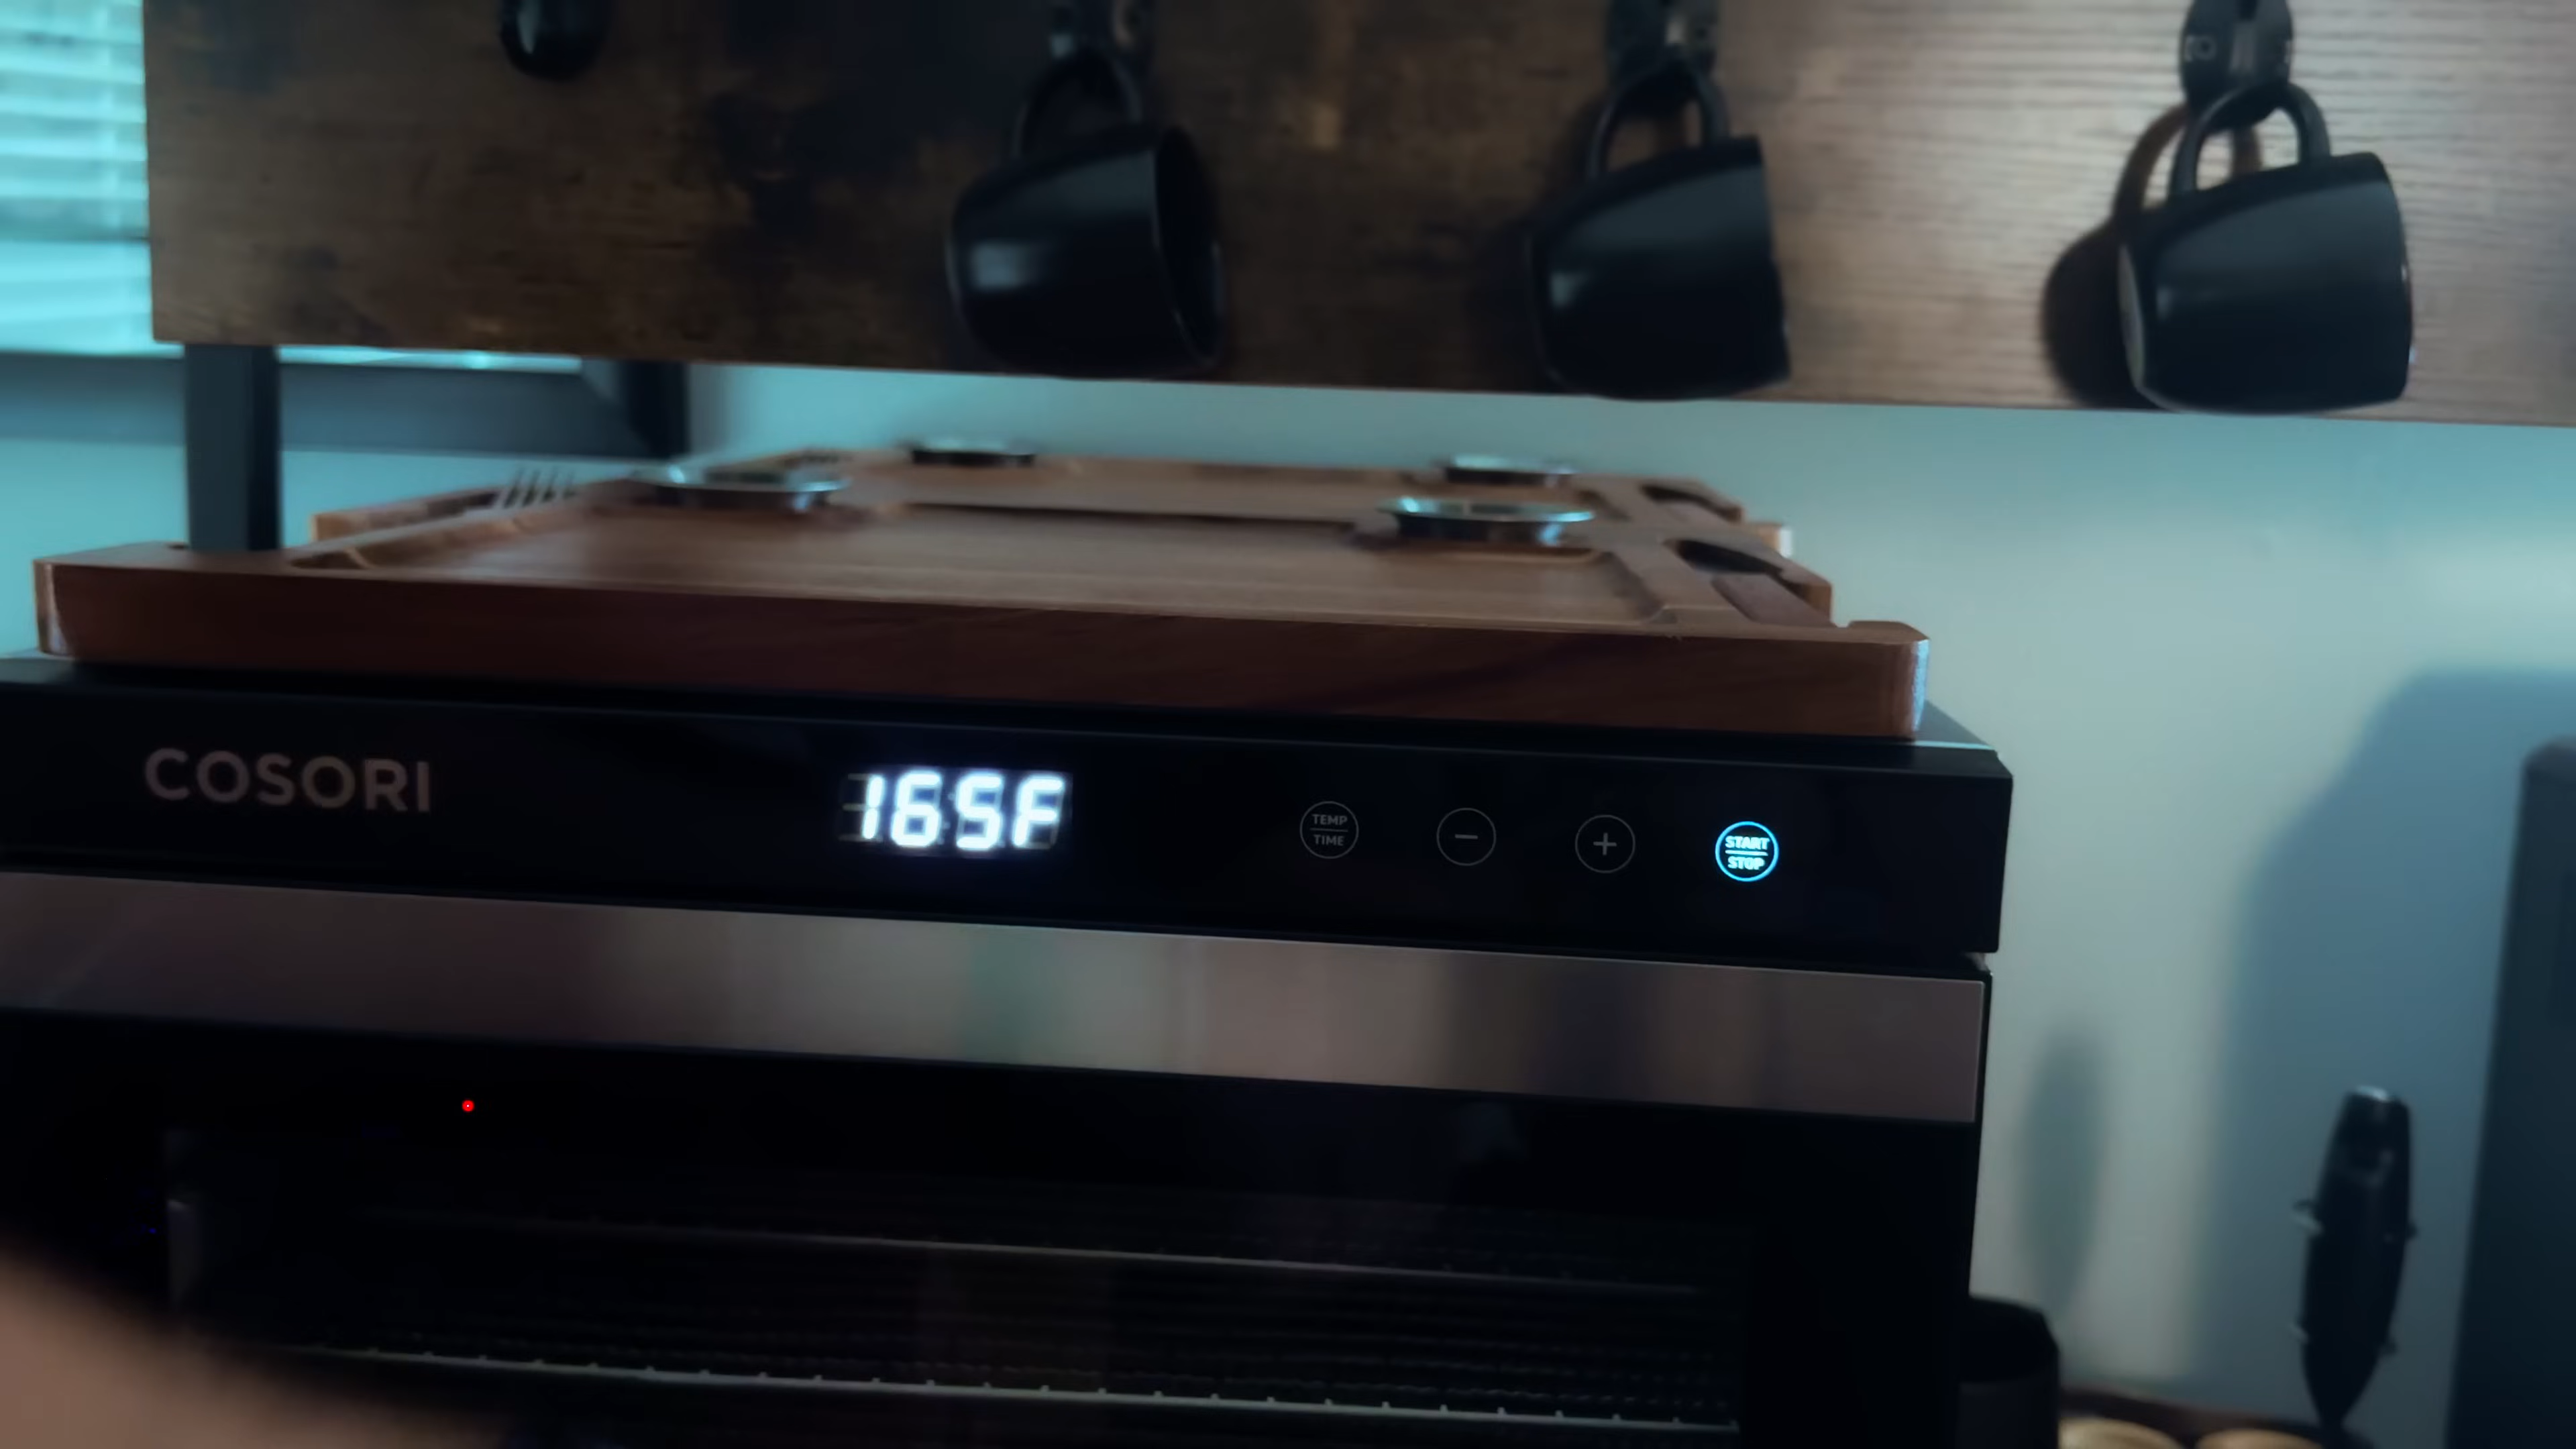 COSORI
165F
TEMP
TIME
−
+
START
STOP